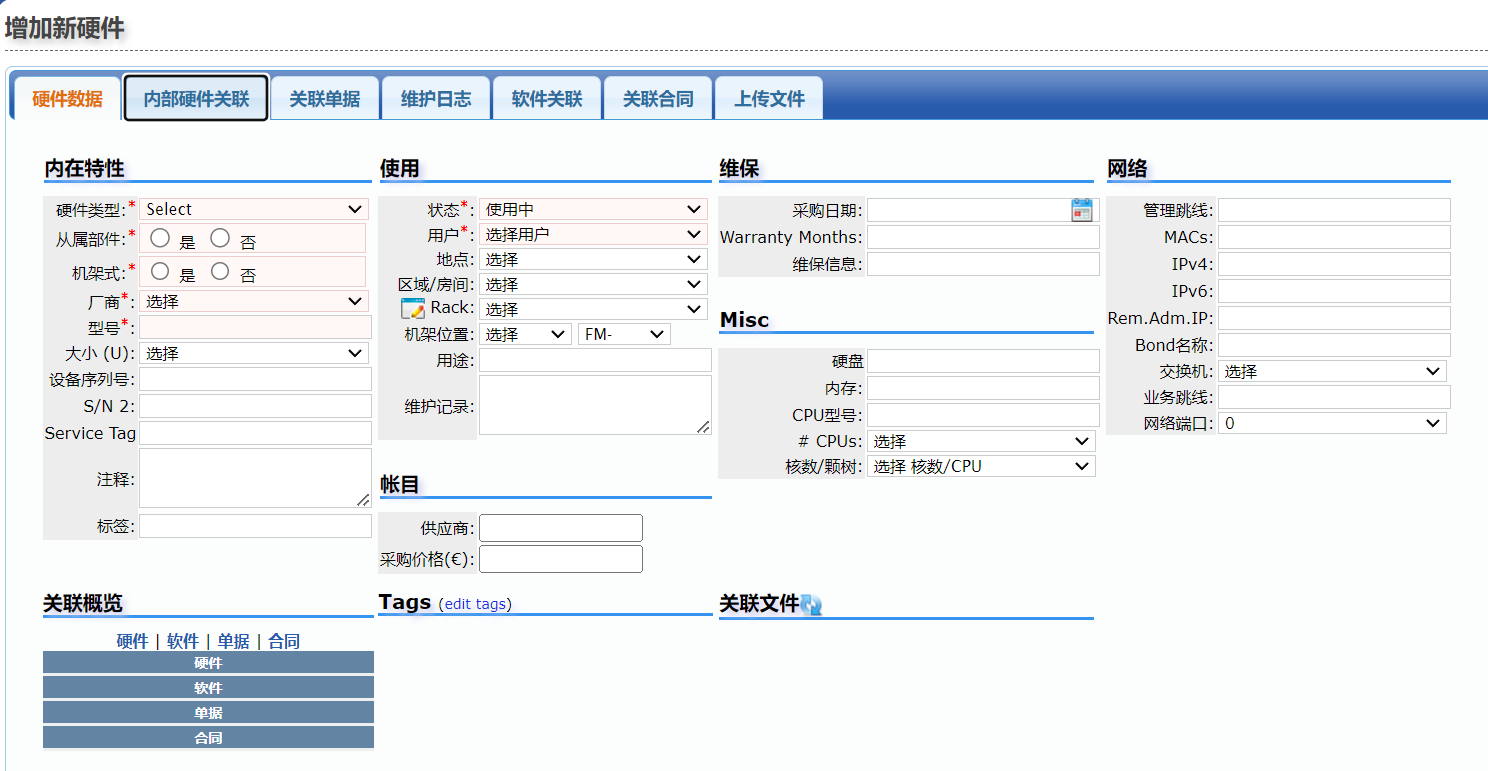 增加新硬件
硬件数据 内部硬件关联 关联单据 维护日志 软件关联 关联合同 上传文件
内在特性
硬件类型:* Select
从属部件:* 是 否
机架式:* 是 否
厂商*: 选择
型号*:
大小 (U): 选择
设备序列号:
S/N 2:
Service Tag
注释:
标签:
使用
状态*: 使用中
用户*: 选择用户
地点: 选择
区域/房间: 选择
Rack: 选择
机架位置: 选择 FM-
用途:
维护记录:
帐目
供应商:
采购价格(€):
维保
采购日期:
Warranty Months:
维保信息:
Misc
硬盘
内存:
CPU型号:
# CPUs: 选择
核数/颗树: 选择 核数/CPU
网络
管理跳线:
MACs:
IPv4:
IPv6:
Rem.Adm.IP:
Bond名称:
交换机: 选择
业务跳线:
网络端口: 0
关联概览
硬件 | 软件 | 单据 | 合同
硬件
软件
单据
合同
Tags (edit tags)
关联文件